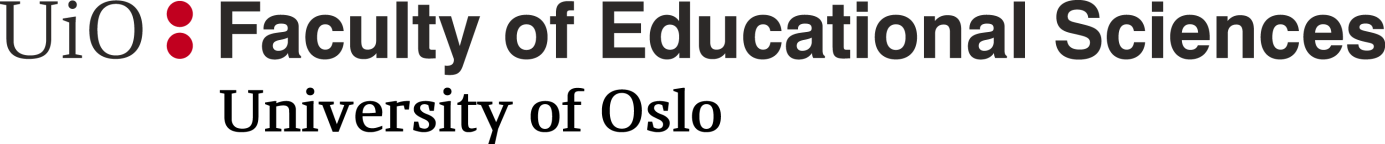 UiO : Faculty of Educational Sciences
University of Oslo